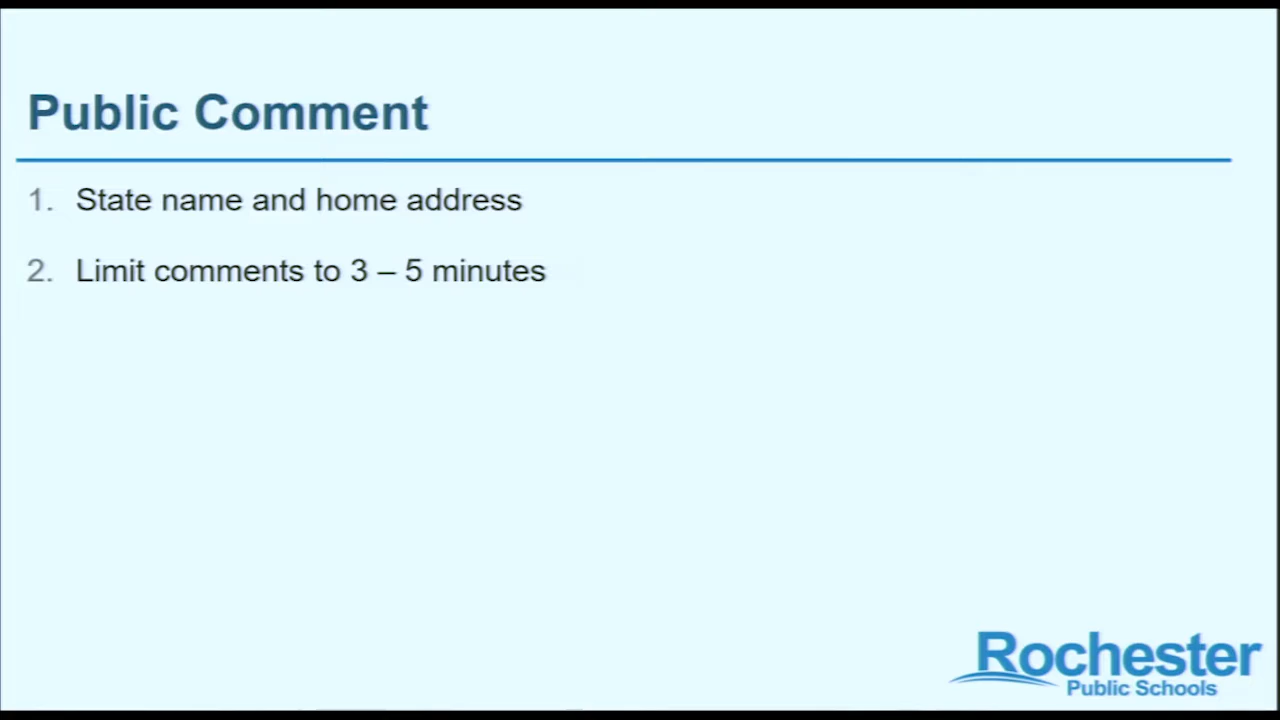 Public Comment
1. State name and home address
2. Limit comments to 3 – 5 minutes
Rochester
Public Schools